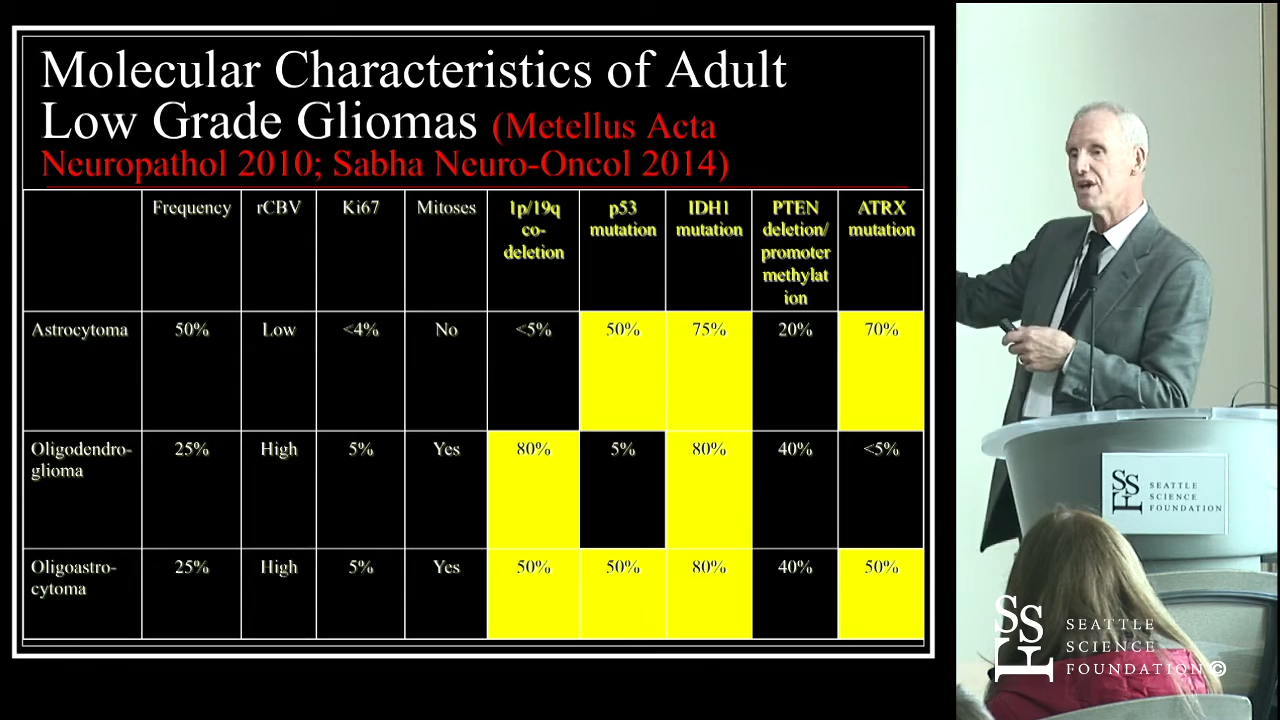 Molecular Characteristics of Adult
Low Grade Gliomas (Metellus Acta
Neuropathol 2010; Sabha Neuro-Oncol 2014)
Frequency rCBV Ki67 Mitoses 1p/19q co-deletion p53 mutation IDH1 mutation PTEN deletion/ promoter methylat ion ATRX mutation
Astrocytoma 50% Low <4% No <5% 50% 75% 20% 70%
Oligodendro-glioma 25% High 5% Yes 80% 5% 80% 40% <5%
Oligoastro-cytoma 25% High 5% Yes 50% 50% 80% 40% 50%
SSF
SEATTLE
SCIENCE
FOUNDATION
SSF
SEATTLE
SCIENCE
FOUNDATION©